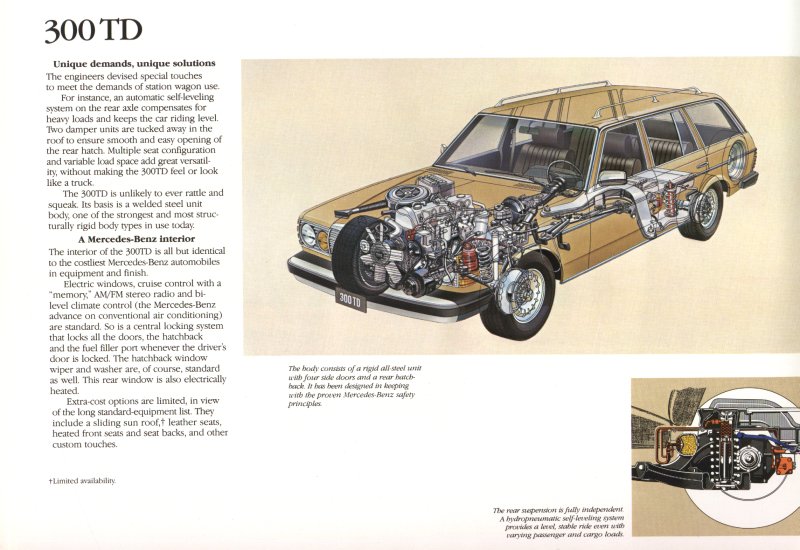 300 TD
Unique demands, unique solutions
The engineers devised special touches
to meet the demands of station wagon use.
For instance, an automatic self-leveling
system on the rear axle compensates for
heavy loads and keeps the car riding level.
Two damper units are tucked away in the
roof to ensure smooth and easy opening of
the rear hatch. Multiple seat configuration
and variable load space add great versatil-
ity, without making the 300TD feel or look
like a truck.
The 300TD is unlikely to ever rattle and
squeak. Its basis is a welded steel unit
body, one of the strongest and most struc-
turally rigid body types in use today.
A Mercedes-Benz interior
The interior of the 300TD is all but identical
to the costliest Mercedes-Benz automobiles
in equipment and finish.
Electric windows, cruise control with a
“memory,” AM/FM stereo radio and bi-
level climate control (the Mercedes-Benz
advance on conventional air conditioning)
are standard. So is a central locking system
that locks all the doors, the hatchback
and the fuel filler port whenever the driver's
door is locked. The hatchback window
wiper and washer are, of course, standard
as well. This rear window is also electrically
heated.
Extra-cost options are limited, in view
of the long standard-equipment list. They
include a sliding sun roof,† leather seats,
heated front seats and seat backs, and other
custom touches.
†Limited availability.
300 TD
The body consists of a rigid all-steel unit
with four side doors and a rear hatch-
back. It has been designed in keeping
with the proven Mercedes-Benz safety
principles.
The rear suspension is fully independent.
A hydropneumatic self-leveling system
provides a level, stable ride even with
varying passenger and cargo loads.